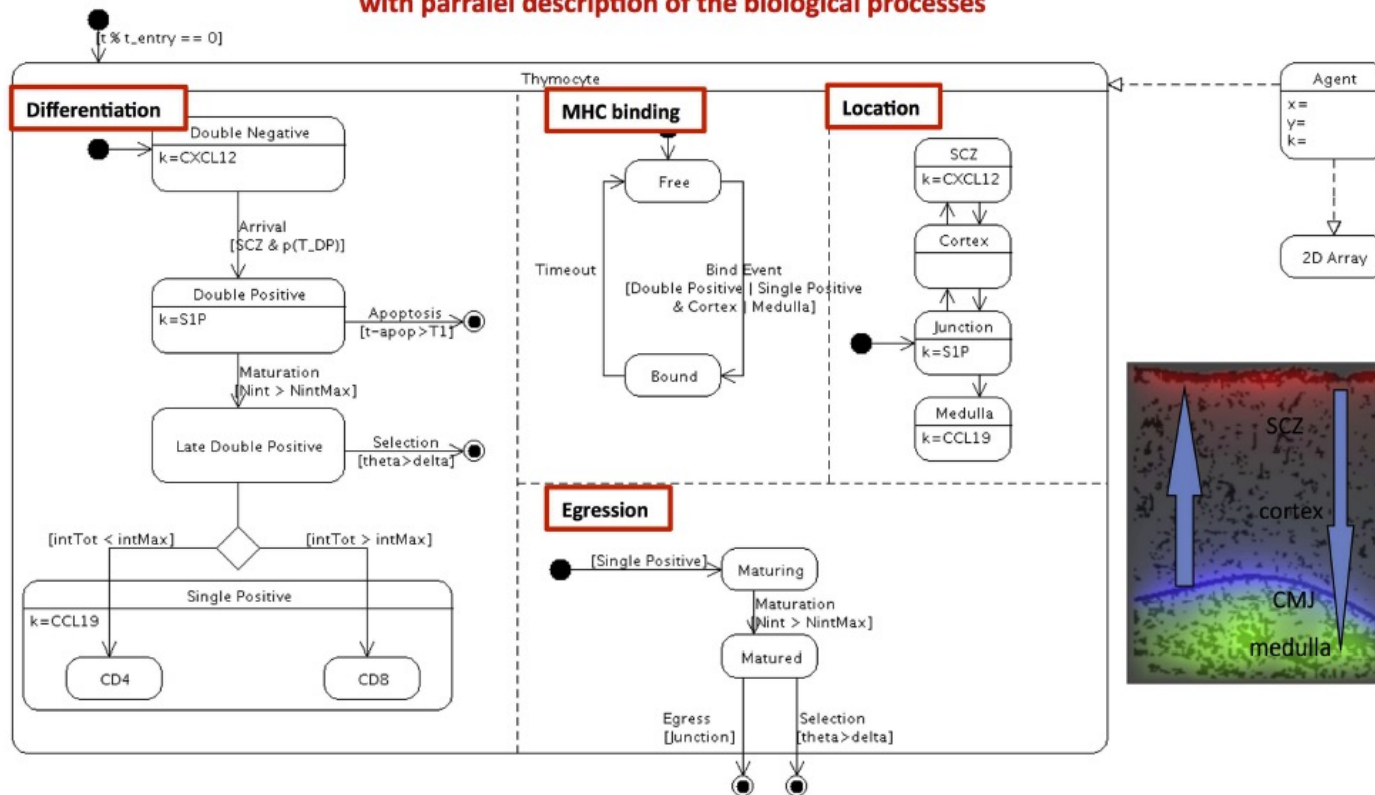 with parralel description of the biological processes
[t % t_entry == 0]
Thymocyte
Differentiation
Double Negative
k=CXCL12
Arrival
[SCZ & p(T_DP)]
Double Positive
k=S1P
Apoptosis
[t-apop>T1]
Maturation
[Nint > NintMax]
Late Double Positive
Selection
[theta>delta]
[intTot < intMax]
[intTot > intMax]
Single Positive
k=CCL19
CD4
CD8
MHC binding
Free
Timeout
Bind Event
[Double Positive | Single Positive
& Cortex | Medulla]
Bound
Location
SCZ
k=CXCL12
Cortex
Junction
k=S1P
Medulla
k=CCL19
Egression
[Single Positive]
Maturing
Maturation
[Nint > NintMax]
Matured
Egress
[Junction]
Selection
[theta>delta]
Agent
x=
y=
k=
2D Array
SCZ
cortex
CMJ
medulla